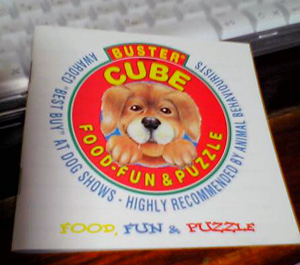 BUSTER®
CUBE
FOOD-FUN & PUZZLE
AWARDED "BEST BUY" AT DOG SHOWS - HIGHLY RECOMMENDED BY ANIMAL BEHAVIOURISTS
FOOD, FUN & PUZZLE